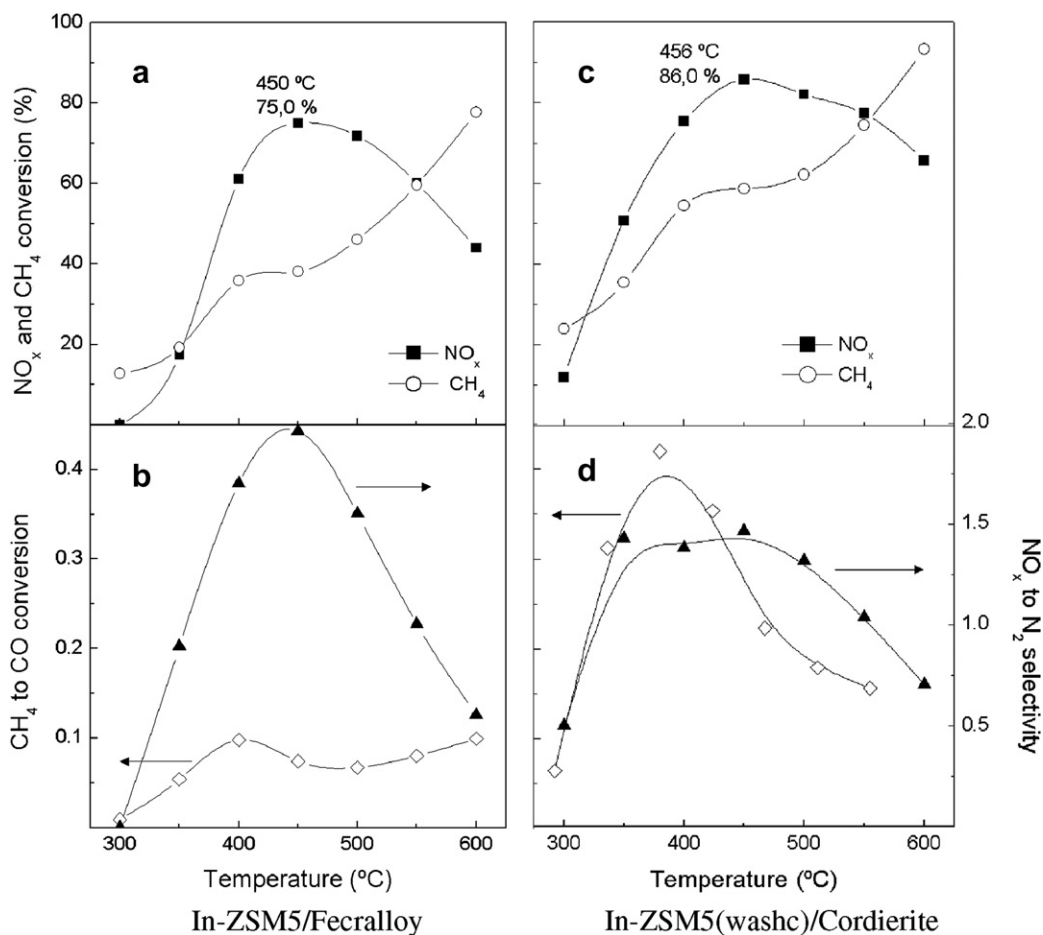 100
80
60
40
20
NOx and CH4 conversion (%)
a
450 ºC
75,0 %
NOx
CH4
c
456 ºC
86,0 %
NOx
CH4
b
0.4
0.3
0.2
0.1
CH4 to CO conversion
d
2.0
1.5
1.0
0.5
NOx to N2 selectivity
300 400 500 600
300 400 500 600
Temperature (ºC)
Temperature (ºC)
In-ZSM5/Fecralloy
In-ZSM5(washc)/Cordierite